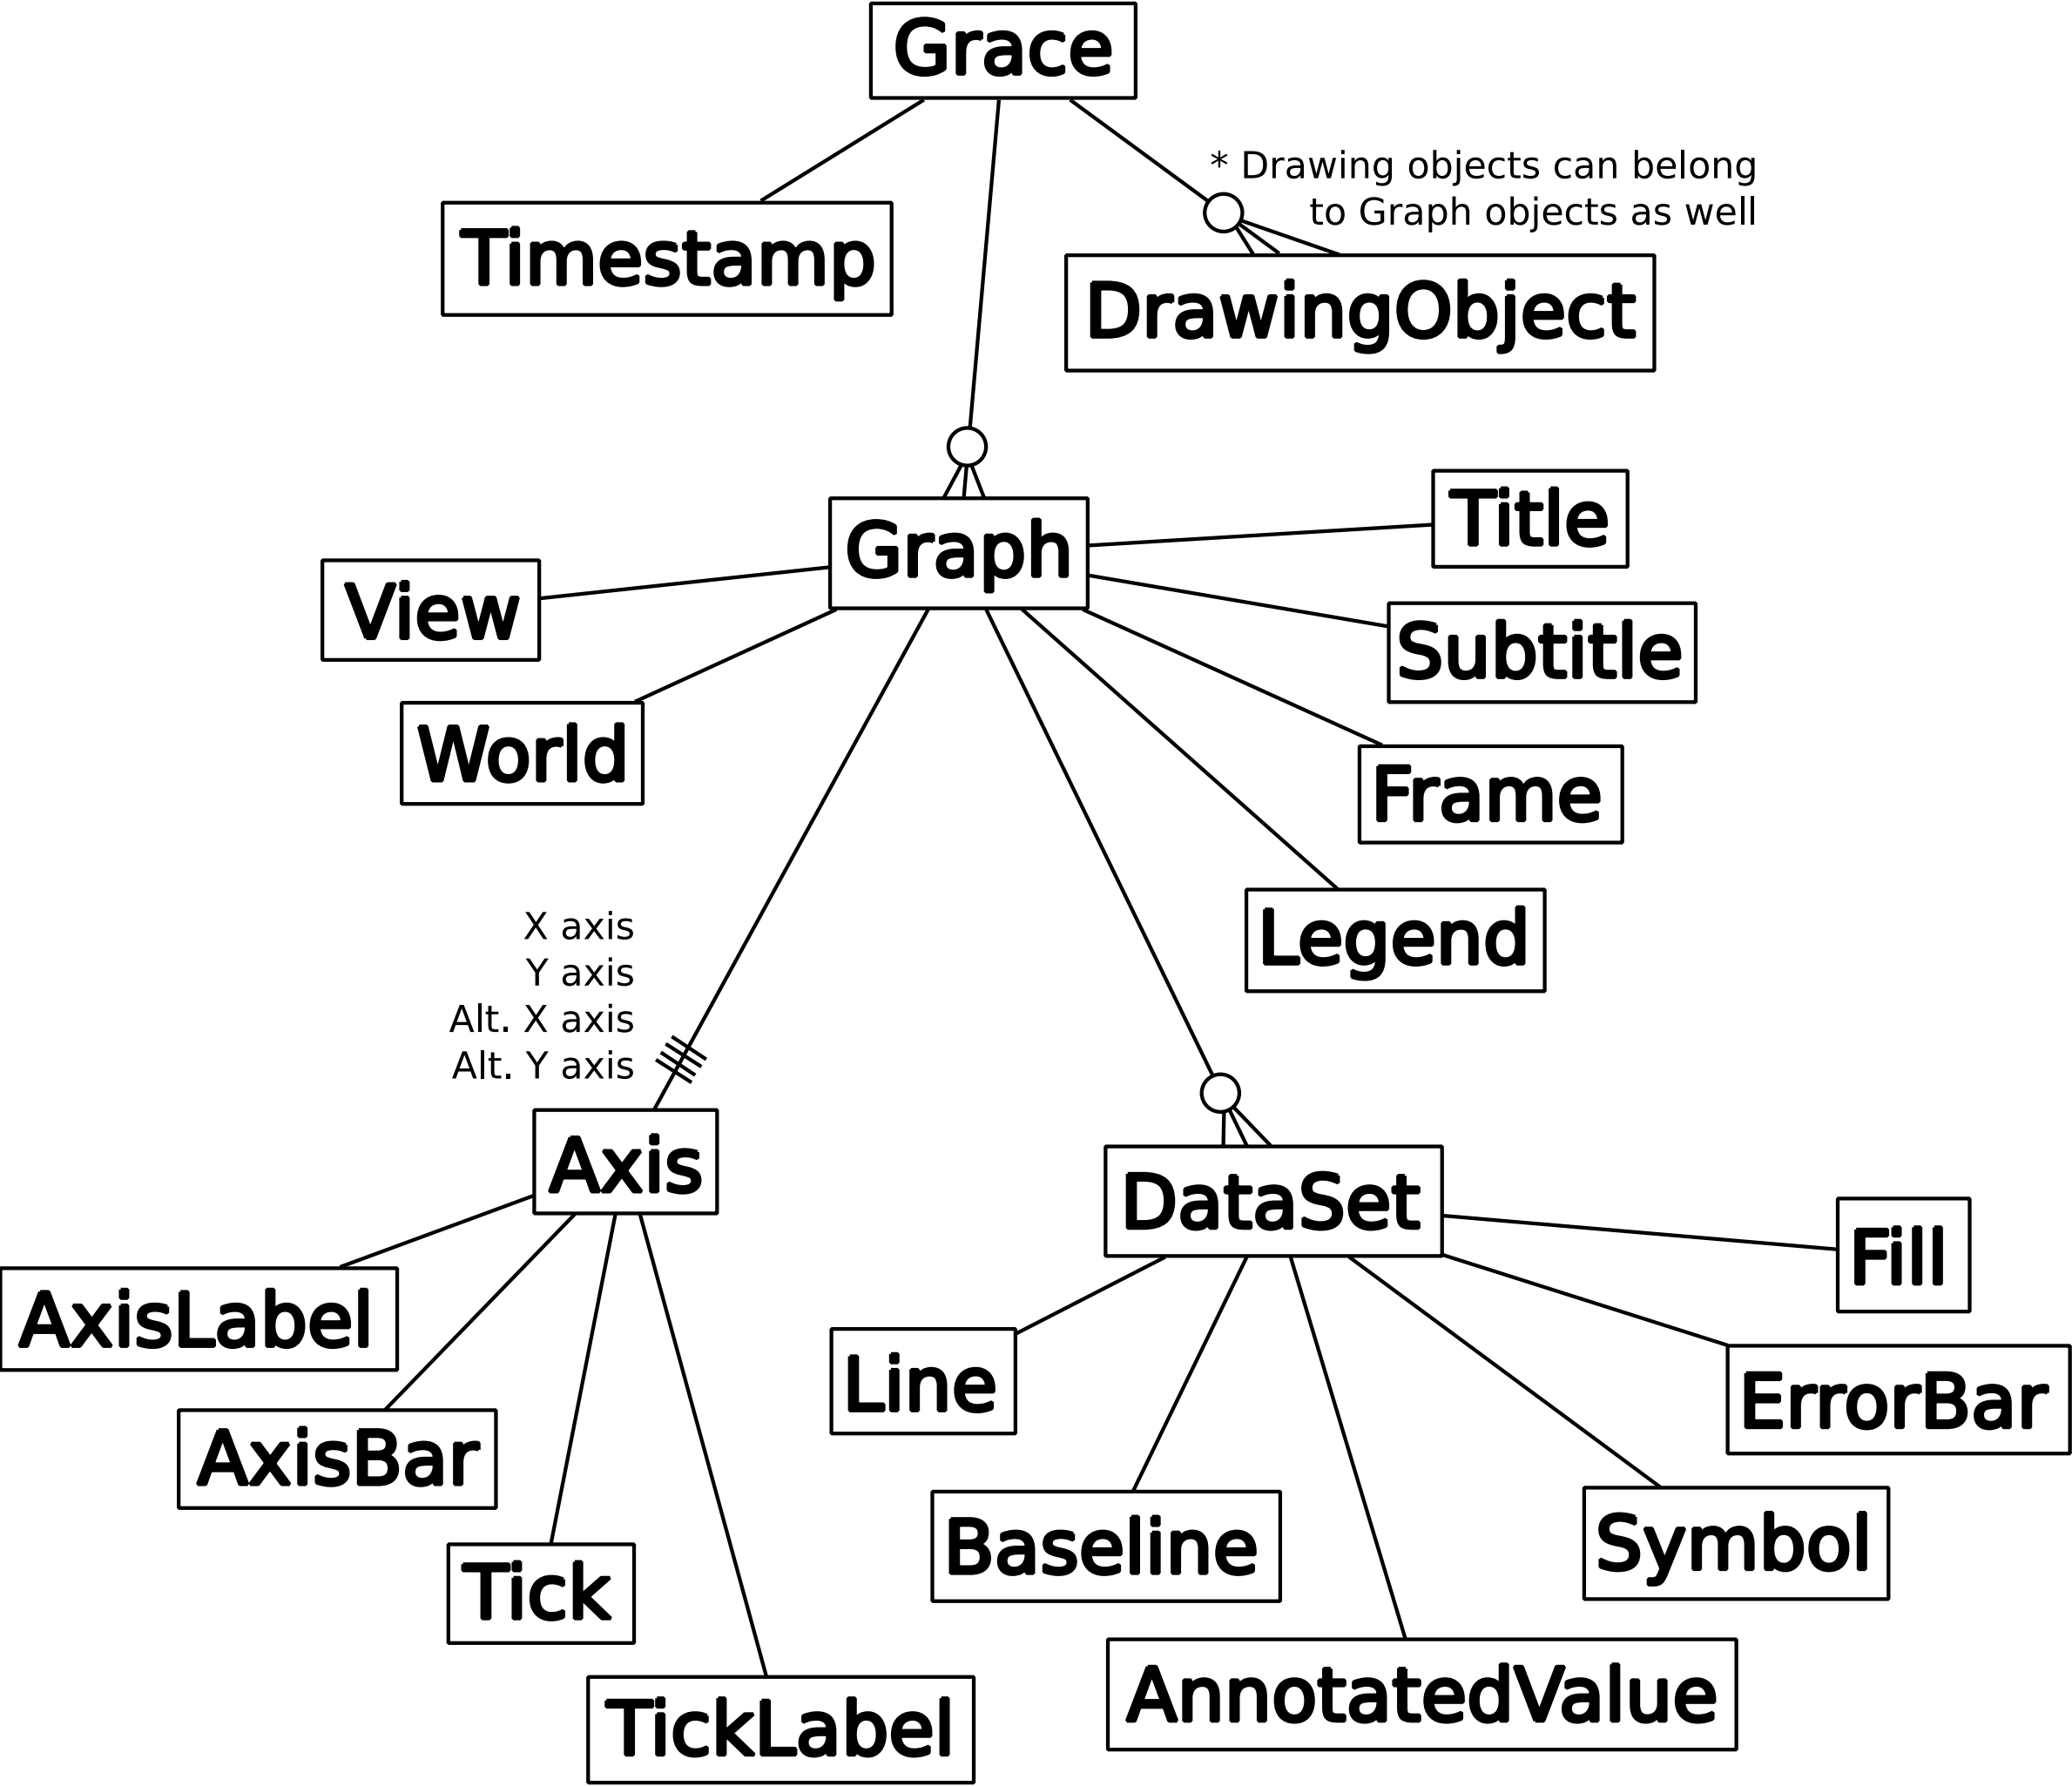 Grace
* Drawing objects can belong
to Graph objects as well
Timestamp
DrawingObject
Graph
Title
View
Subtitle
World
Frame
Legend
X axis
Y axis
Alt. X axis
Alt. Y axis
Axis
DataSet
Fill
AxisLabel
Line
ErrorBar
AxisBar
Baseline
Symbol
Tick
AnnotatedValue
TickLabel